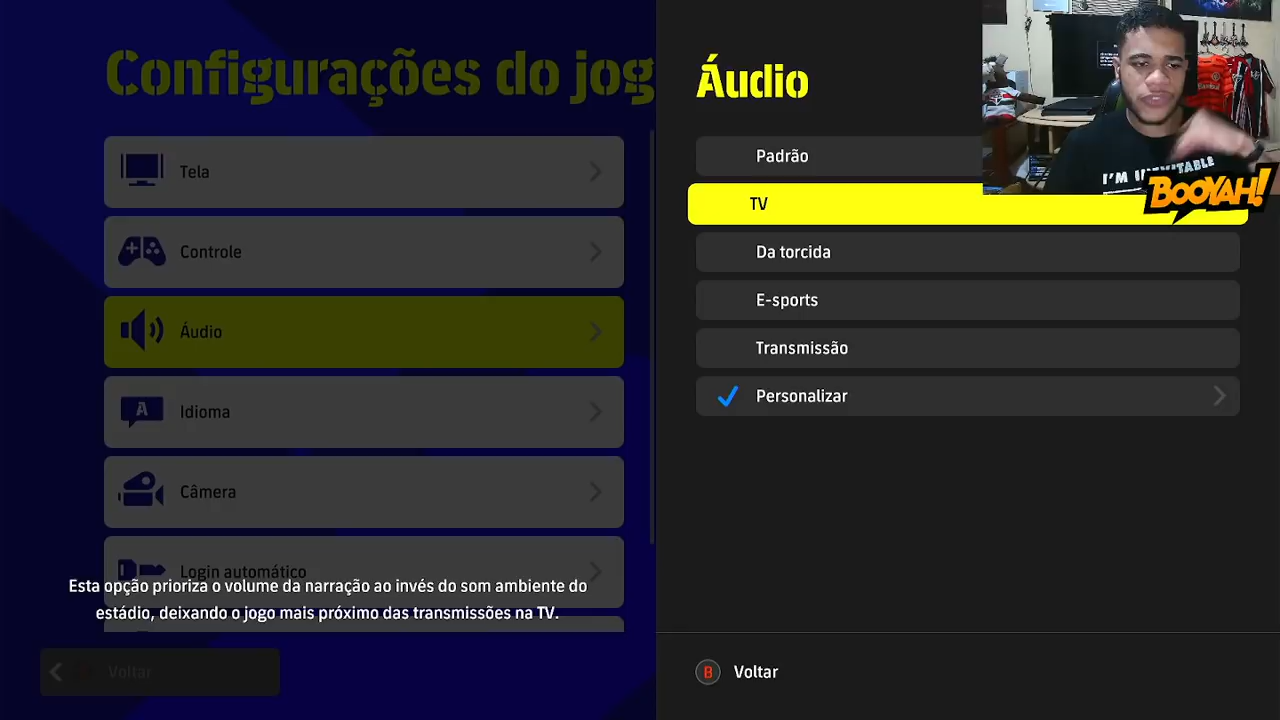 Configurações do jog
Tela
Controle
Áudio
Idioma
Câmera
Login automático
Esta opção prioriza o volume da narração ao invés do som ambiente do
estádio, deixando o jogo mais próximo das transmissões na TV.
Voltar
Áudio
Padrão
TV
Da torcida
E-sports
Transmissão
Personalizar
B Voltar
I'M INEVITABLE
BOOYAH!